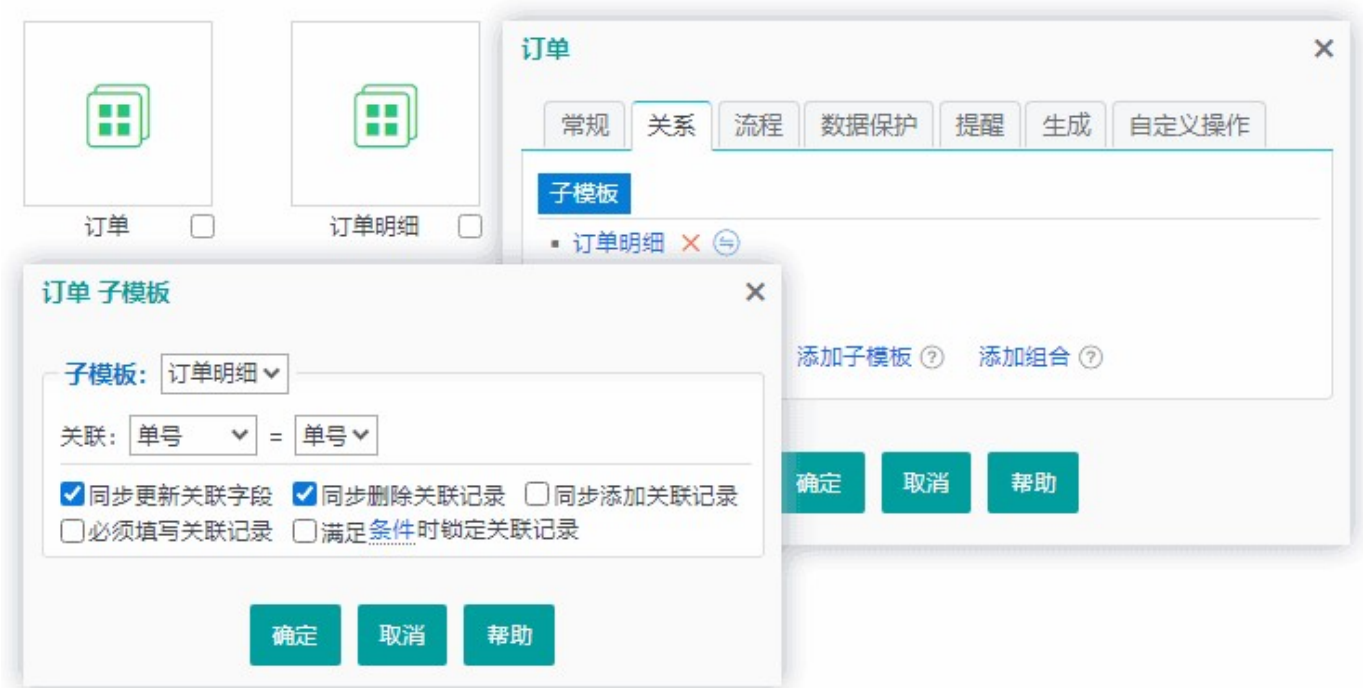 订单
订单明细
订单
常规 关系 流程 数据保护 提醒 生成 自定义操作
子模板
订单明细
添加子模板 添加组合
确定 取消 帮助
订单 子模板
子模板: 订单明细
关联: 单号 = 单号
同步更新关联字段 同步删除关联记录 同步添加关联记录
必须填写关联记录 满足条件时锁定关联记录
确定 取消 帮助